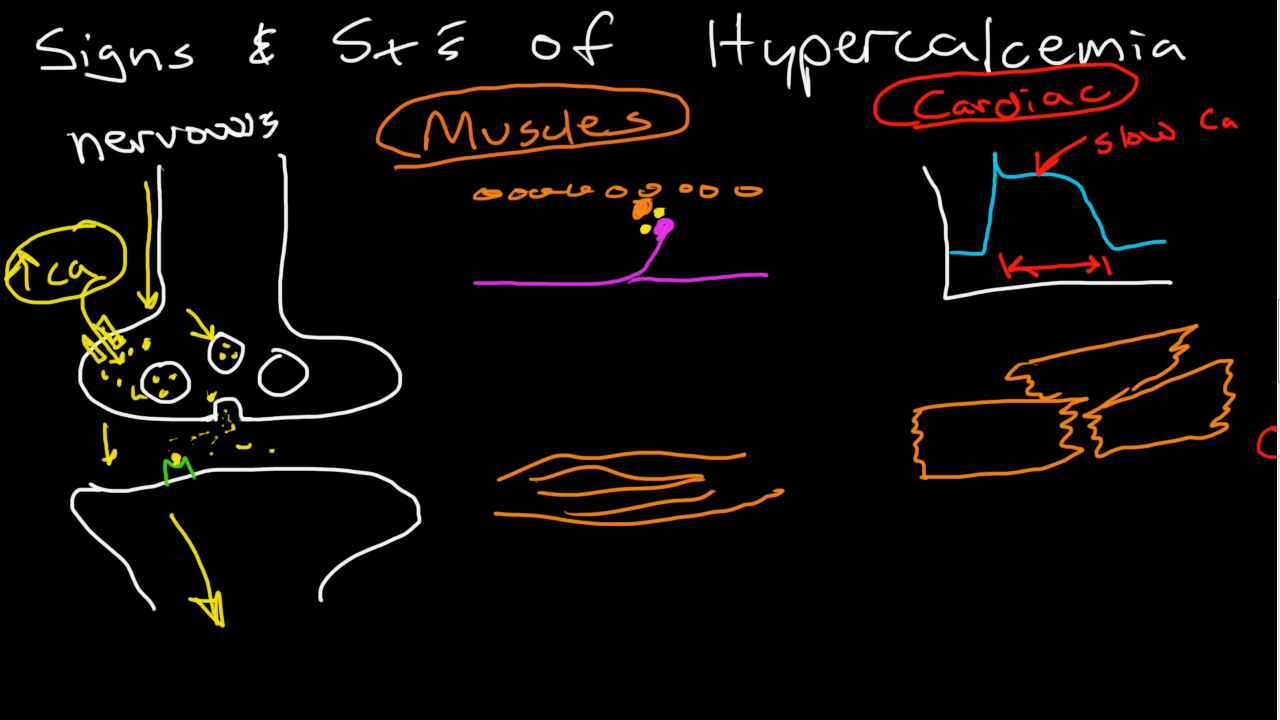 Signs & Sx's of Hypercalcemia
nervous
Muscles
Cardiac
slow Ca
↑ Ca